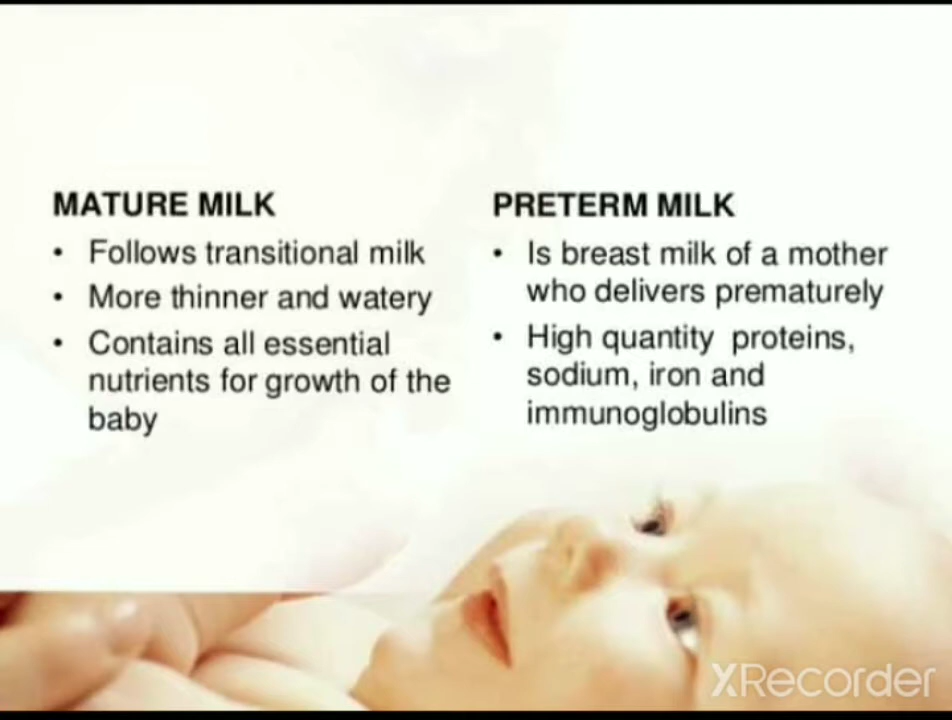 MATURE MILK
• Follows transitional milk
• More thinner and watery
• Contains all essential
nutrients for growth of the
baby
PRETERM MILK
• Is breast milk of a mother
who delivers prematurely
• High quantity proteins,
sodium, iron and
immunoglobulins
XRecorder